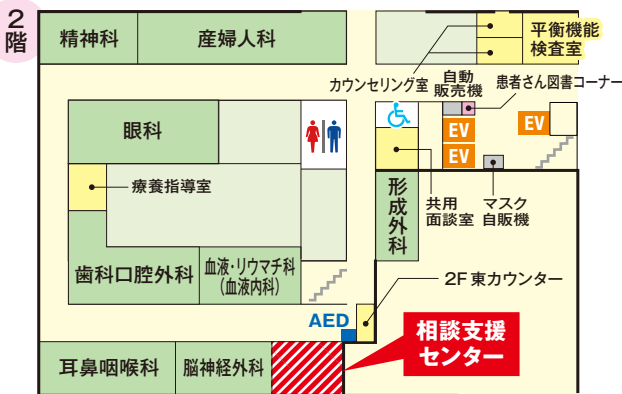 2
階
精神科
産婦人科
平衡機能
検査室
カウンセリング室
自動
販売機
患者さん図書コーナー
眼科
EV
EV
EV
療養指導室
形成外科
共用
面談室
マスク
自販機
歯科口腔外科
血液・リウマチ科
(血液内科)
2F 東カウンター
AED
相談支援
センター
耳鼻咽喉科
脳神経外科